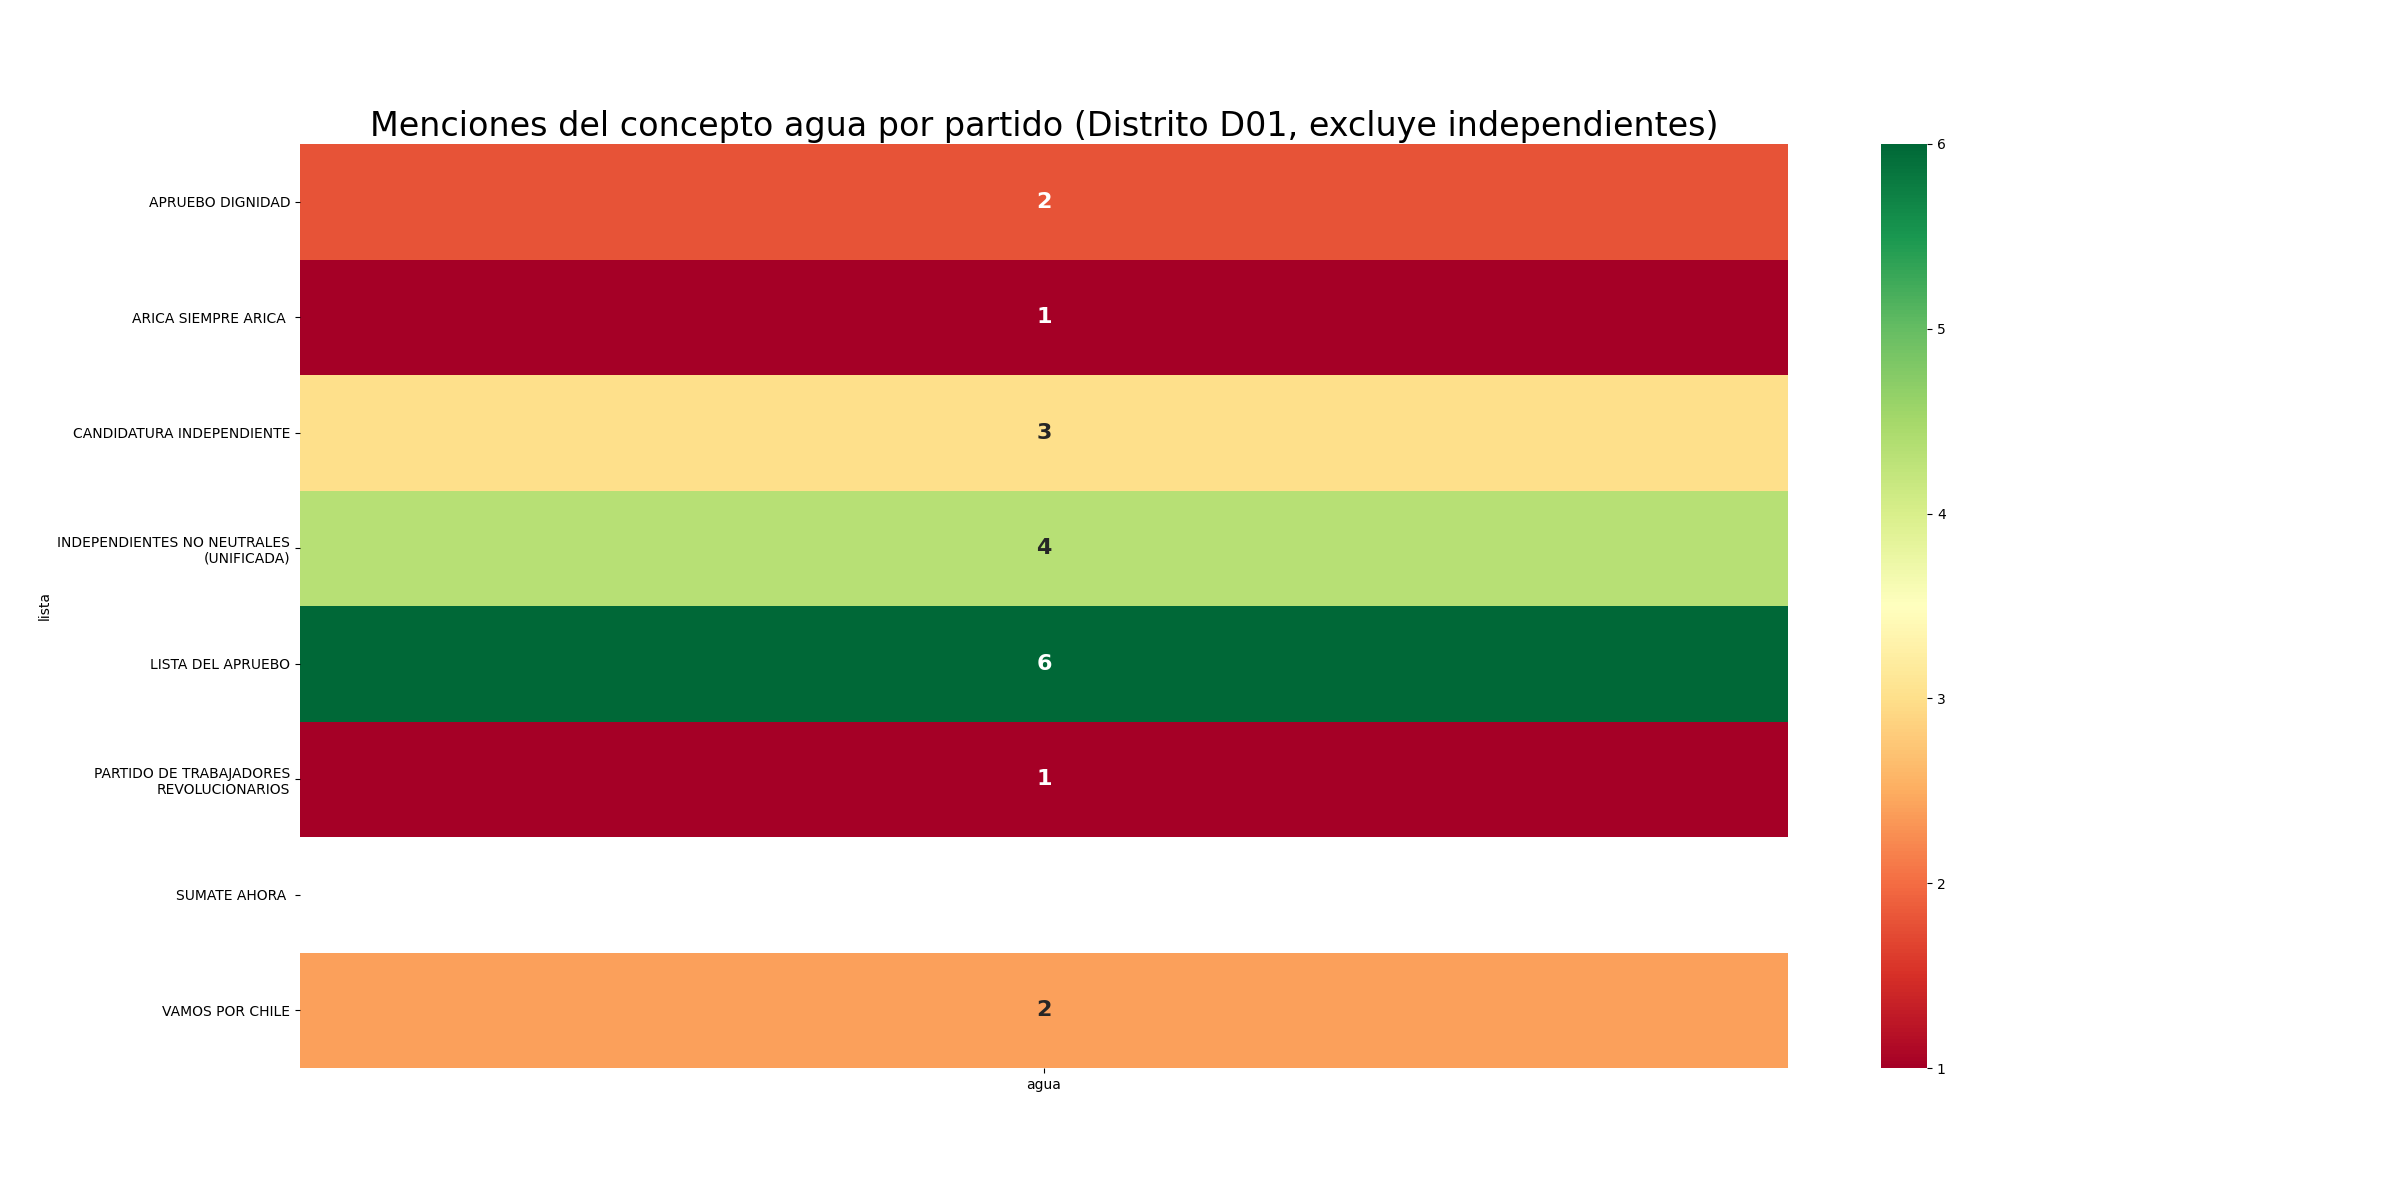 Menciones del concepto agua por partido (Distrito D01, excluye independientes)
APRUEBO DIGNIDAD
2
ARICA SIEMPRE ARICA
1
CANDIDATURA INDEPENDIENTE
3
INDEPENDIENTES NO NEUTRALES
(UNIFICADA)
4
lista
LISTA DEL APRUEBO
6
PARTIDO DE TRABAJADORES
REVOLUCIONARIOS
1
SUMATE AHORA
VAMOS POR CHILE
2
agua
6
5
4
3
2
1